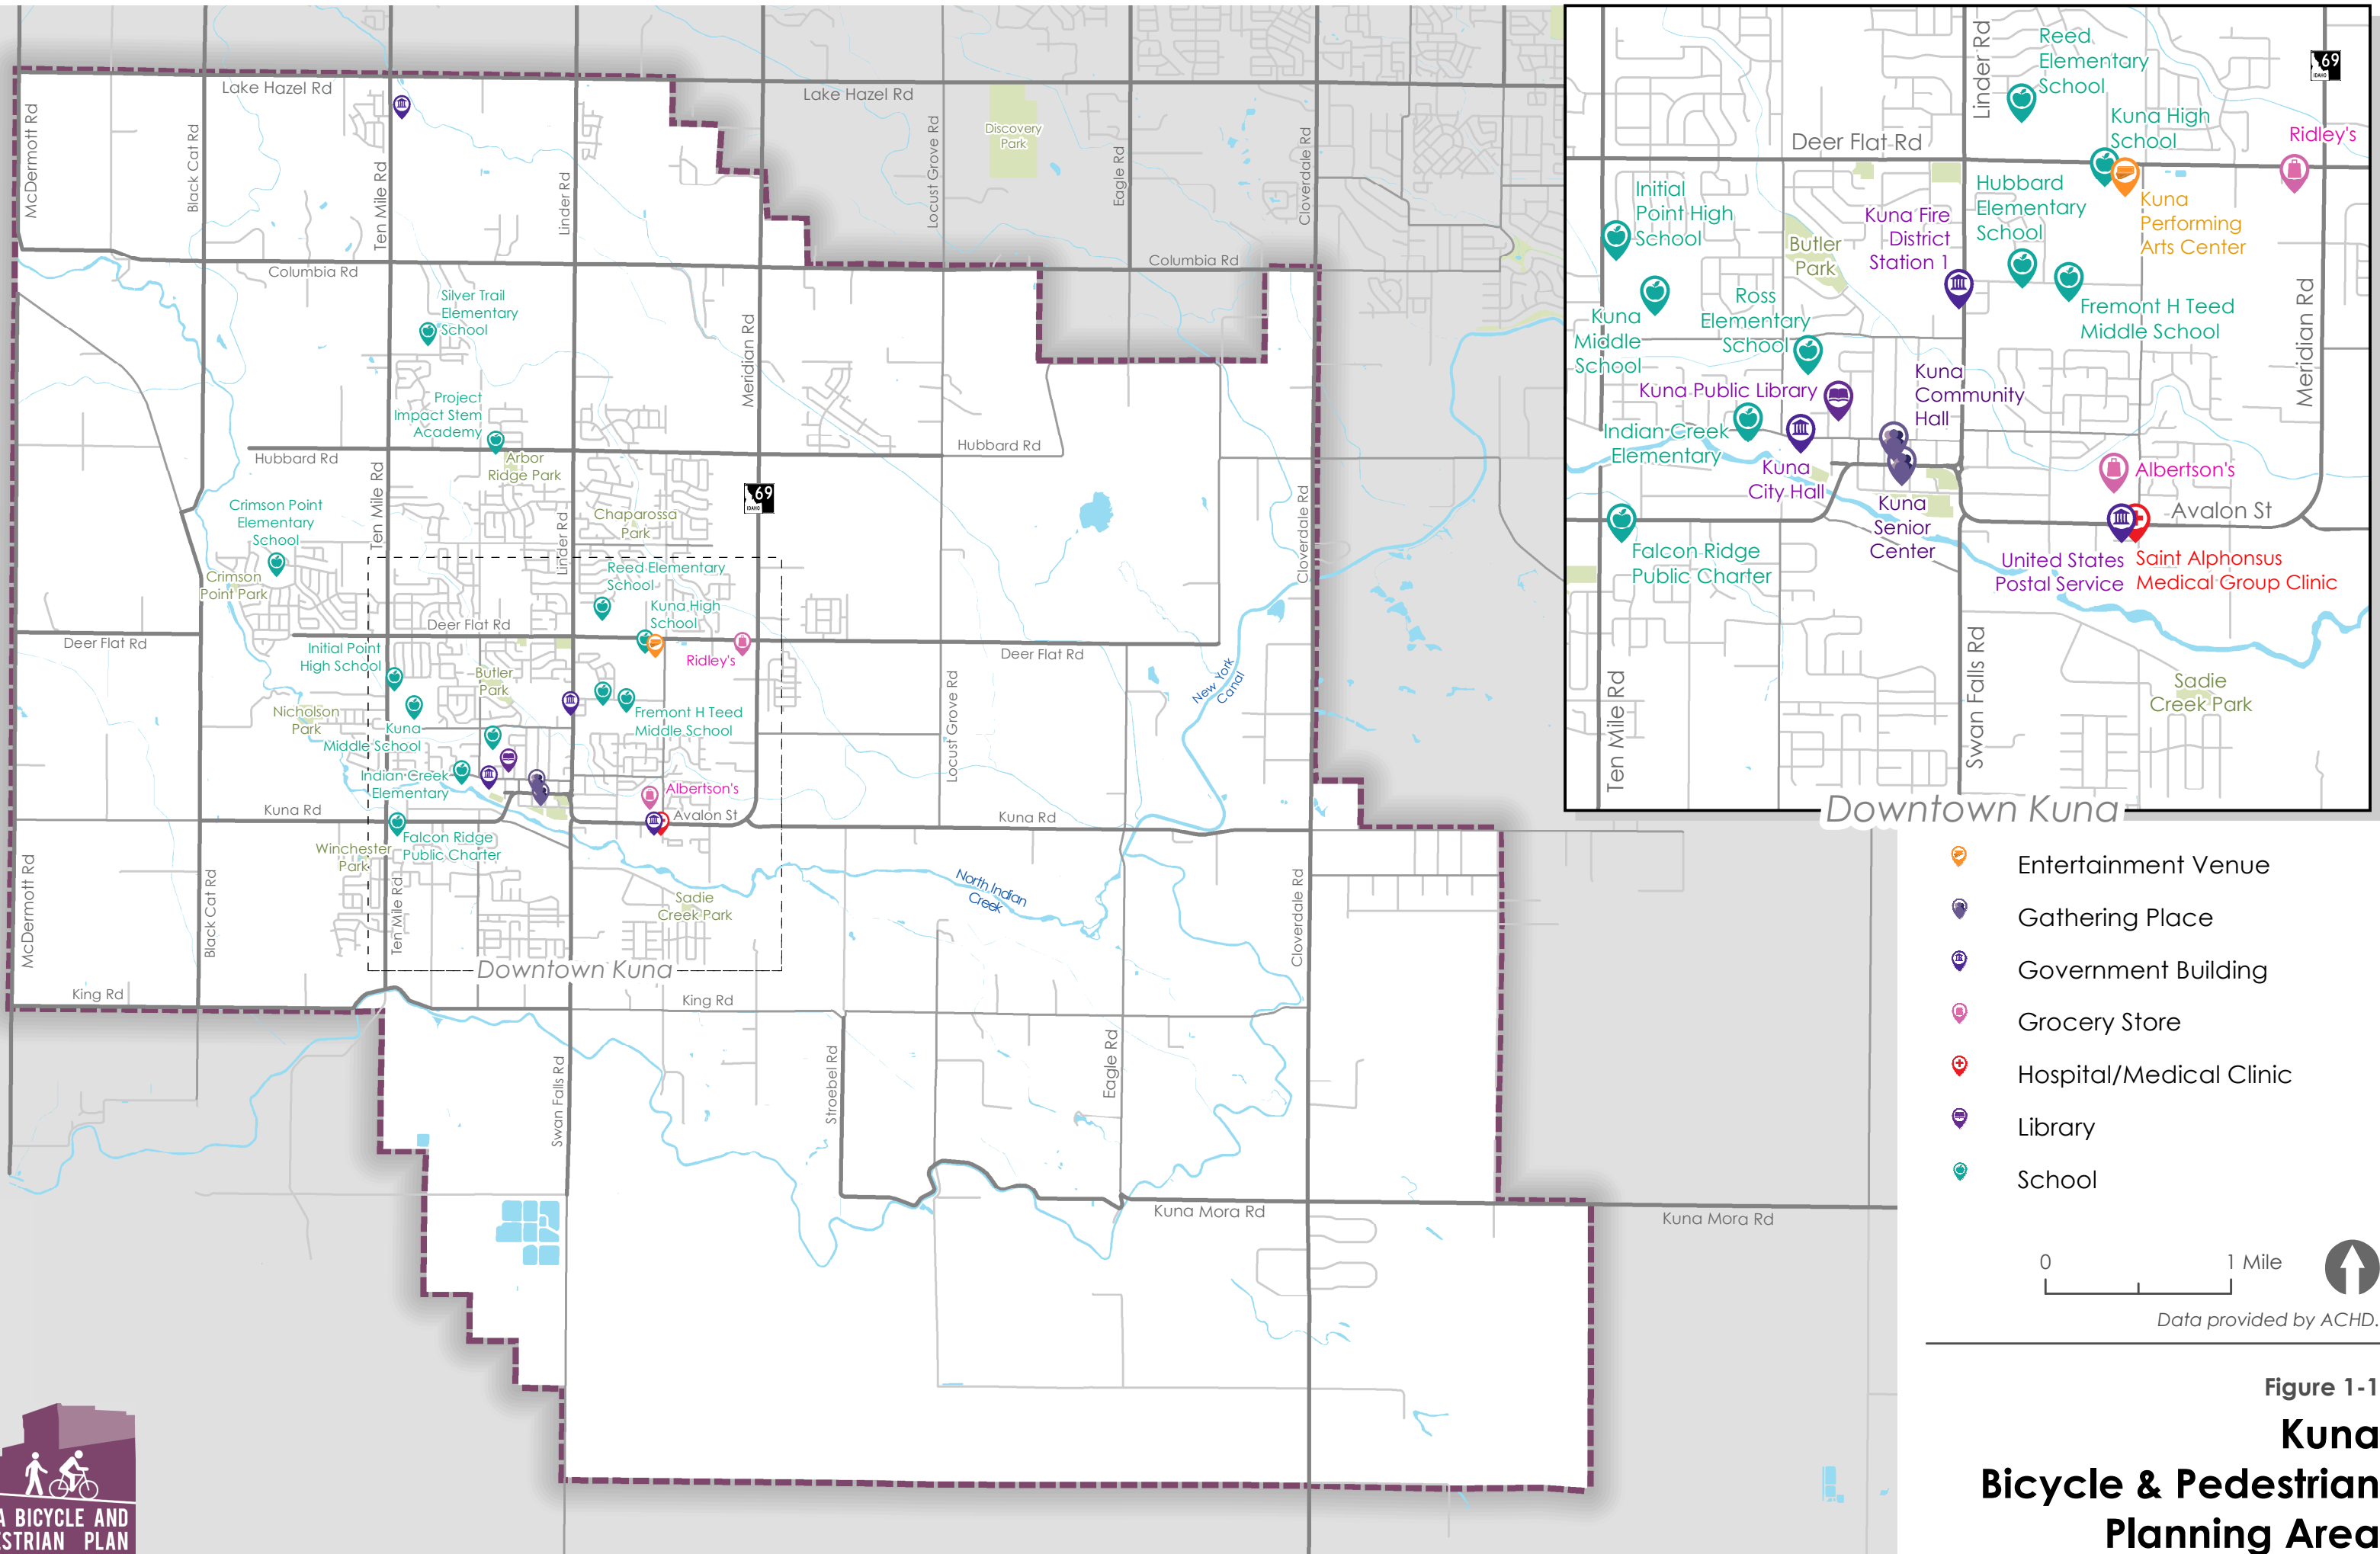 Lake Hazel Rd
Lake Hazel Rd
McDermott Rd
Black Cat Rd
Ten Mile Rd
Linder Rd
Locust Grove Rd
Discovery
Park
Eagle Rd
Cloverdale Rd
Columbia Rd
Columbia Rd
Silver Trail
Elementary
School
Meridian Rd
Project
Impact Stem
Academy
Hubbard Rd
Hubbard Rd
Arbor
Ridge Park
Ten Mile Rd
69
IDAHO
Crimson Point
Elementary
School
Chaparossa
Park
Linder Rd
Cloverdale Rd
Crimson
Point Park
Reed Elementary
School
Kuna High
School
Deer Flat Rd
Deer Flat Rd
Deer Flat Rd
Initial Point
High School
Ridley's
Butler
Park
New York
Canal
Nicholson
Park
Kuna
Middle School
Fremont H Teed
Middle School
Locust Grove Rd
Indian Creek
Elementary
Albertson's
Kuna Rd
Avalon St
Kuna Rd
Falcon Ridge
Public Charter
Winchester
Park
McDermott Rd
Black Cat Rd
Ten Mile Rd
North Indian
Creek
Sadie
Creek Park
Cloverdale Rd
Downtown Kuna
King Rd
King Rd
Swan Falls Rd
Stroebel Rd
Eagle Rd
Kuna Mora Rd
Kuna Mora Rd
A BICYCLE AND
ESTRIAN PLAN
Linder Rd
Reed
Elementary
School
69
IDAHO
Kuna High
School
Ridley's
Deer Flat Rd
Initial
Point High
School
Hubbard
Elementary
School
Kuna
Performing
Arts Center
Kuna Fire
District
Station 1
Butler
Park
Ross
Elementary
School
Kuna
Middle
School
Fremont H Teed
Middle School
Meridian Rd
Kuna Public Library
Kuna
Community
Hall
Indian Creek
Elementary
Kuna
City Hall
Albertson's
Kuna
Senior
Center
Avalon St
Falcon Ridge
Public Charter
United States
Postal Service
Saint Alphonsus
Medical Group Clinic
Ten Mile Rd
Swan Falls Rd
Sadie
Creek Park
Downtown Kuna
Entertainment Venue
Gathering Place
Government Building
Grocery Store
Hospital/Medical Clinic
Library
School
0 1 Mile
Data provided by ACHD.
Figure 1-1
Kuna
Bicycle & Pedestrian
Planning Area